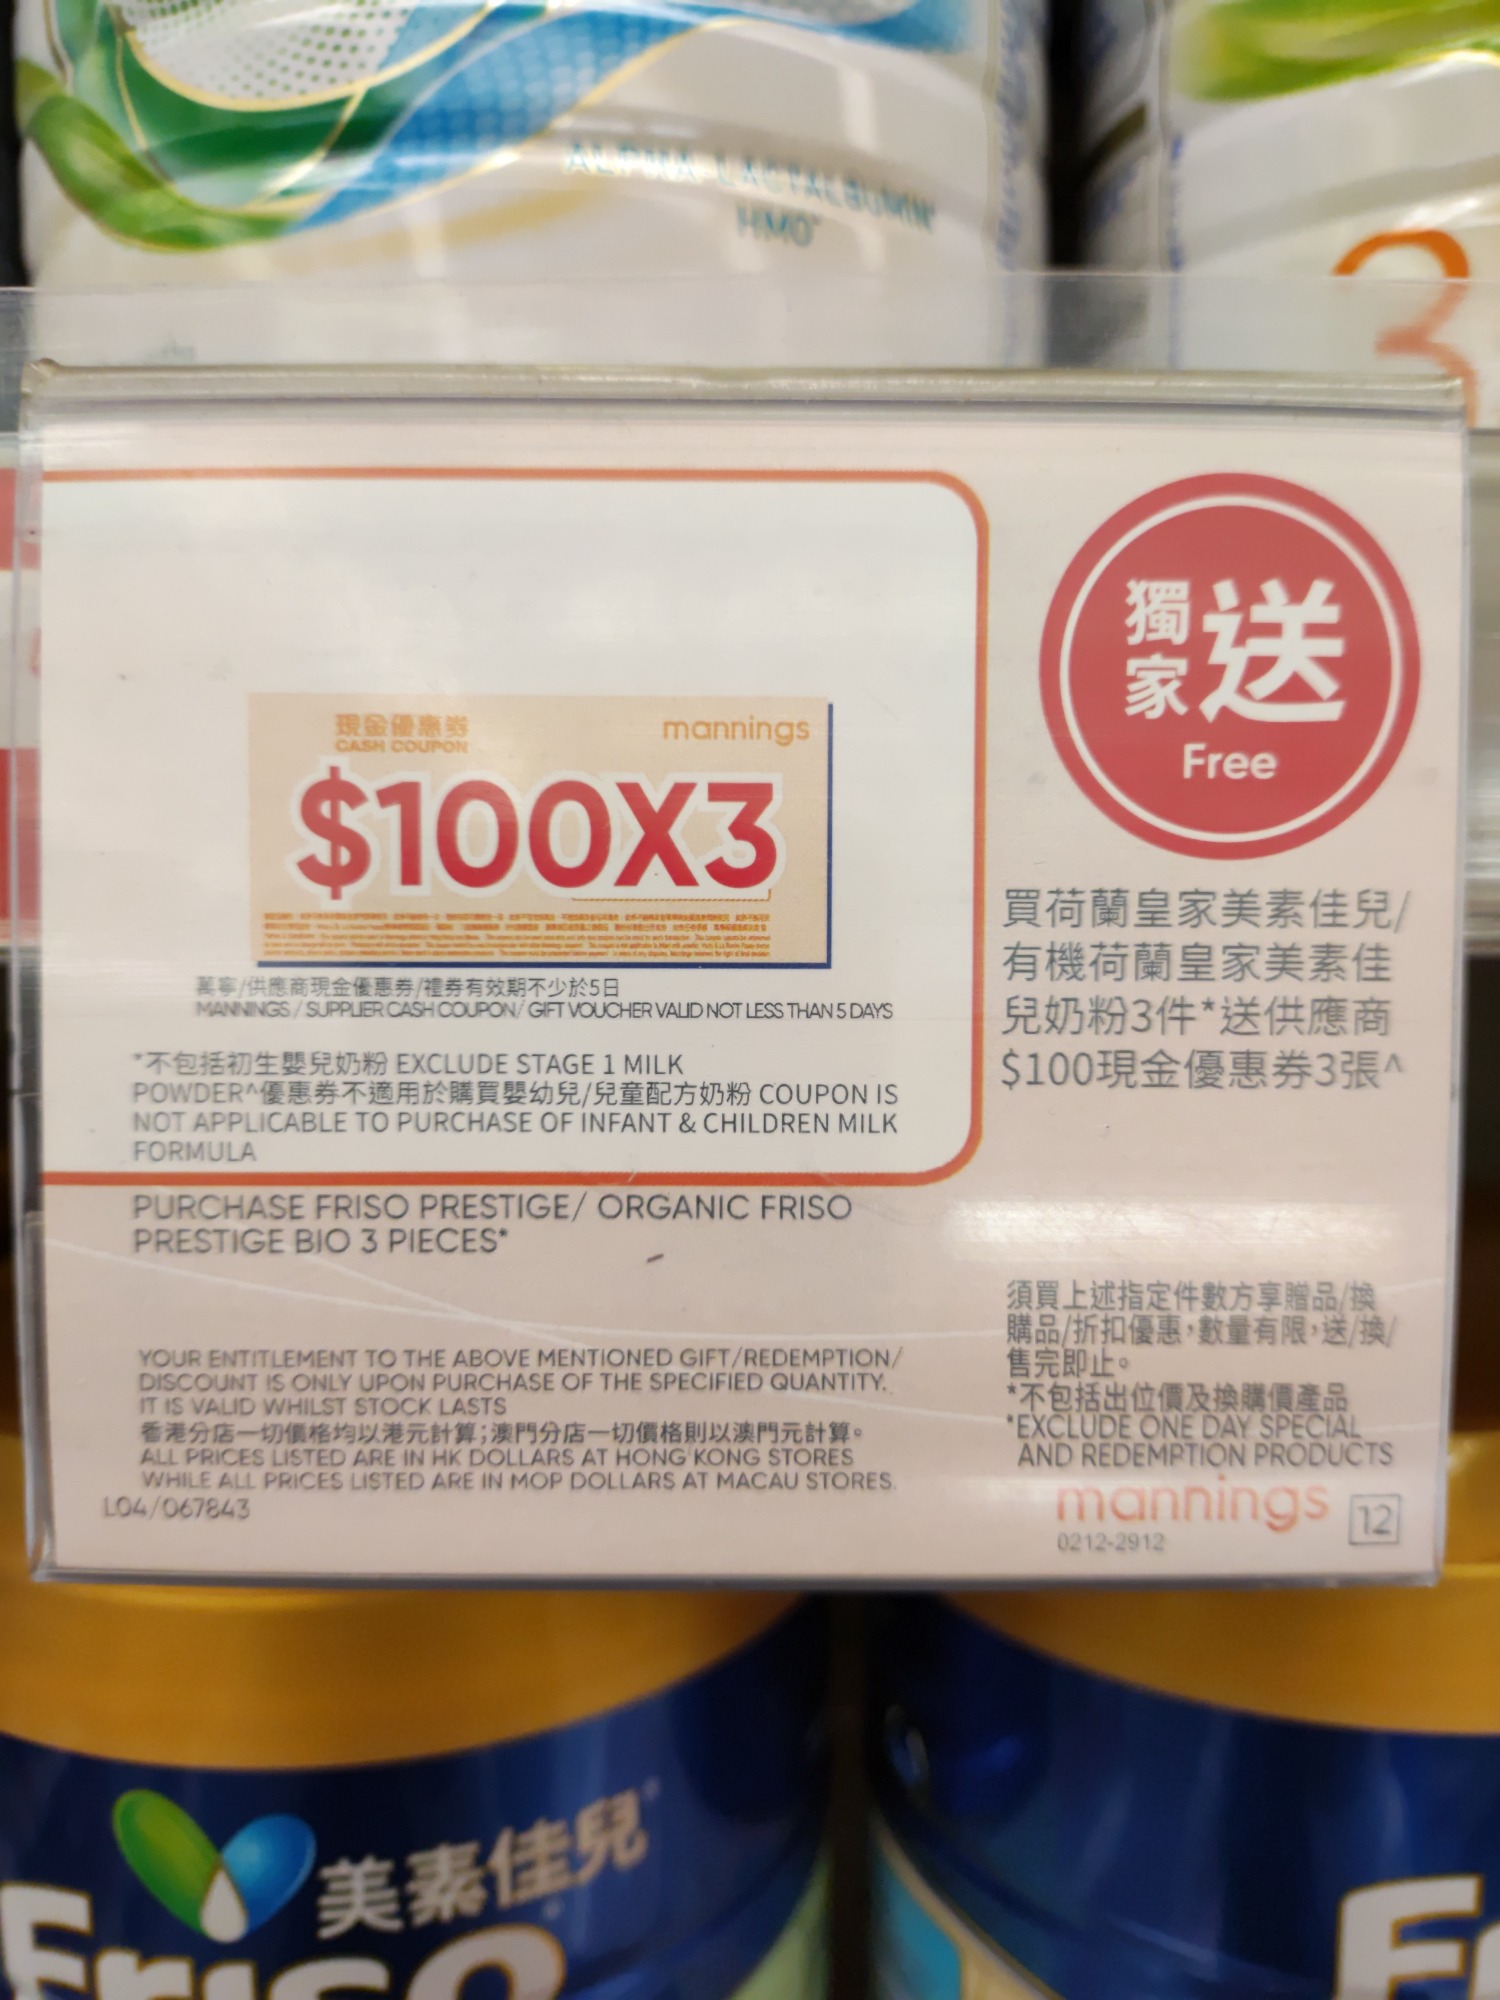 ALPHA-LACTALBUMIN
HMO
3
獨家
送
Free
現金優惠券
CASH COUPON
mannings
$100X3
萬寧/供應商現金優惠券/禮券有效期不少於5日
MANNINGS / SUPPLIER CASH COUPON/ GIFT VOUCHER VALID NOT LESS THAN 5 DAYS
*不包括初生嬰兒奶粉 EXCLUDE STAGE 1 MILK
POWDER^優惠券不適用於購買嬰幼兒/兒童配方奶粉 COUPON IS
NOT APPLICABLE TO PURCHASE OF INFANT & CHILDREN MILK
FORMULA
買荷蘭皇家美素佳兒/
有機荷蘭皇家美素佳
兒奶粉3件*送供應商
$100現金優惠券3張^
PURCHASE FRISO PRESTIGE/ ORGANIC FRISO
PRESTIGE BIO 3 PIECES*
須買上述指定件數方享贈品/換
購品/折扣優惠,數量有限,送/換/
售完即止。
*不包括出位價及換購價產品
*EXCLUDE ONE DAY SPECIAL
AND REDEMPTION PRODUCTS
YOUR ENTITLEMENT TO THE ABOVE MENTIONED GIFT/REDEMPTION/
DISCOUNT IS ONLY UPON PURCHASE OF THE SPECIFIED QUANTITY.
IT IS VALID WHILST STOCK LASTS
香港分店一切價格均以港元計算;澳門分店一切價格則以澳門元計算。
ALL PRICES LISTED ARE IN HK DOLLARS AT HONG KONG STORES
WHILE ALL PRICES LISTED ARE IN MOP DOLLARS AT MACAU STORES.
L04/067843
mannings
0212-2912
12
美素佳兒
Friso